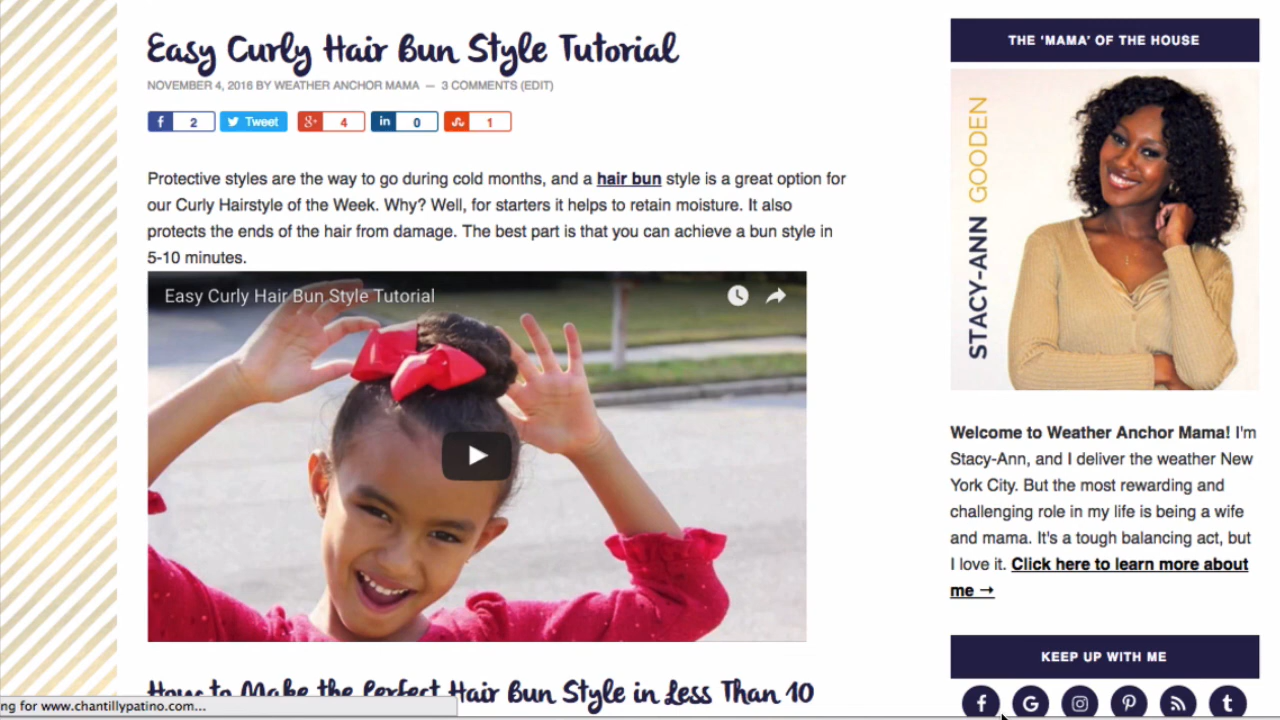 Easy Curly Hair Bun Style Tutorial
NOVEMBER 4, 2016 BY WEATHER ANCHOR MAMA — 3 COMMENTS (EDIT)
2 Tweet 4 in 0 1
Protective styles are the way to go during cold months, and a hair bun style is a great option for
our Curly Hairstyle of the Week. Why? Well, for starters it helps to retain moisture. It also
protects the ends of the hair from damage. The best part is that you can achieve a bun style in
5-10 minutes.
Easy Curly Hair Bun Style Tutorial
How to Make the Perfect Hair Bun Style in Less Than 10
ng for www.chantillypatino.com...
THE 'MAMA' OF THE HOUSE
STACY-ANN GOODEN
Welcome to Weather Anchor Mama! I'm
Stacy-Ann, and I deliver the weather New
York City. But the most rewarding and
challenging role in my life is being a wife
and mama. It's a tough balancing act, but
I love it. Click here to learn more about
me →
KEEP UP WITH ME